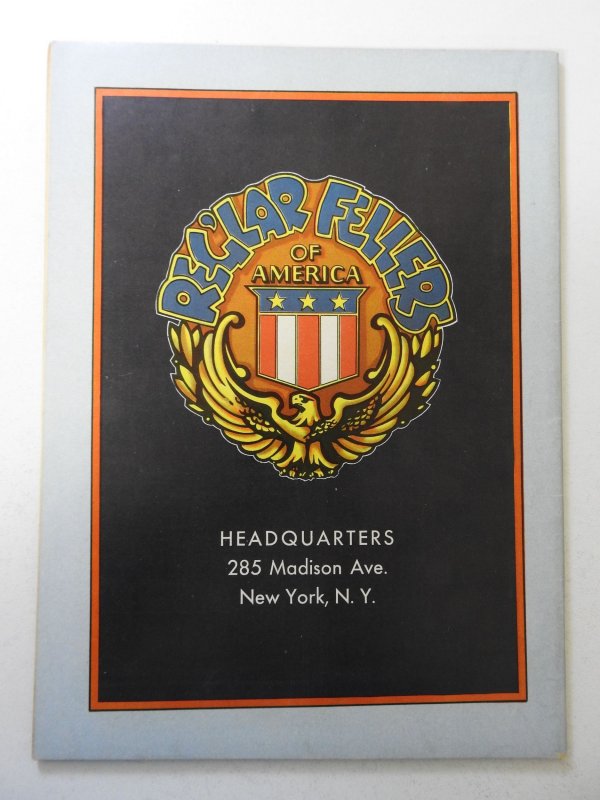 REG'LAR FELLERS
OF
AMERICA
HEADQUARTERS
285 Madison Ave.
New York, N. Y.